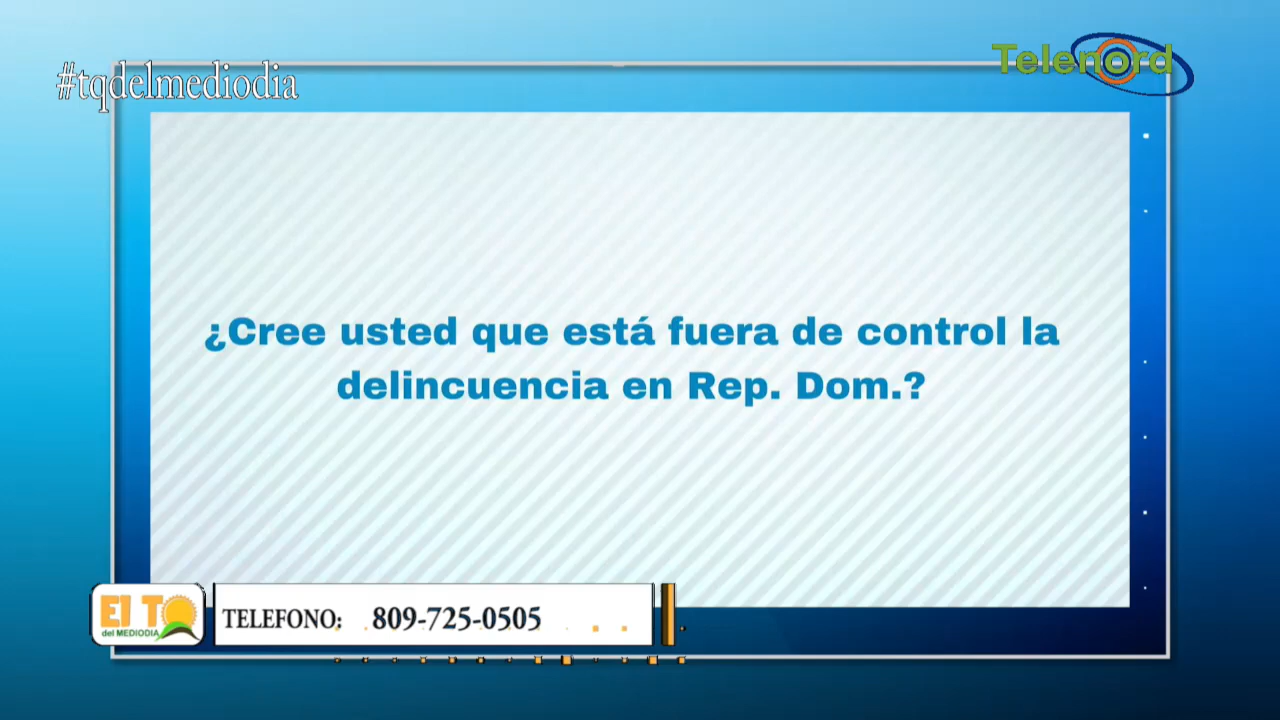 #tqdelmediodia
Telenord
¿Cree usted que está fuera de control la
delincuencia en Rep. Dom.?
El TO
del MEDIODIA
TELEFONO: 809-725-0505